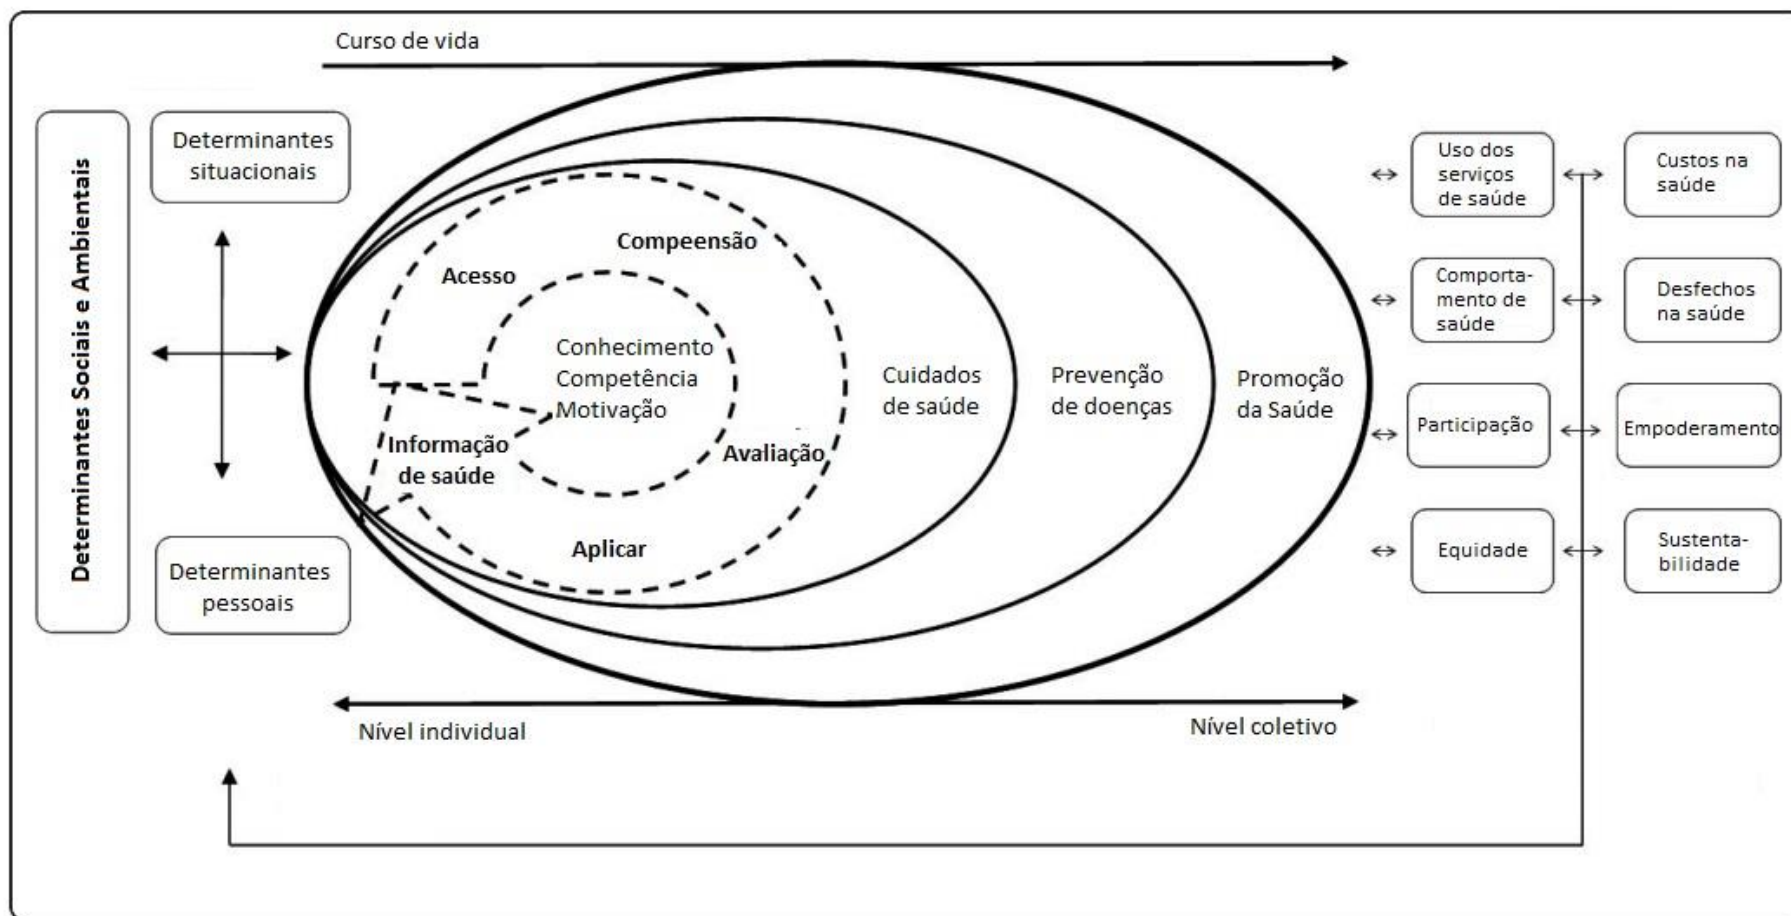 Curso de vida
Determinantes Sociais e Ambientais
Determinantes
situacionais
Determinantes
pessoais
Compeensão
Acesso
Conhecimento
Competência
Motivação
Informação
de saúde
Avaliação
Aplicar
Cuidados
de saúde
Prevenção
de doenças
Promoção
da Saúde
Nível individual
Nível coletivo
Uso dos
serviços
de saúde
Custos na
saúde
Comporta-
mento de
saúde
Desfechos
na saúde
Participação
Empoderamento
Equidade
Sustenta-
bilidade